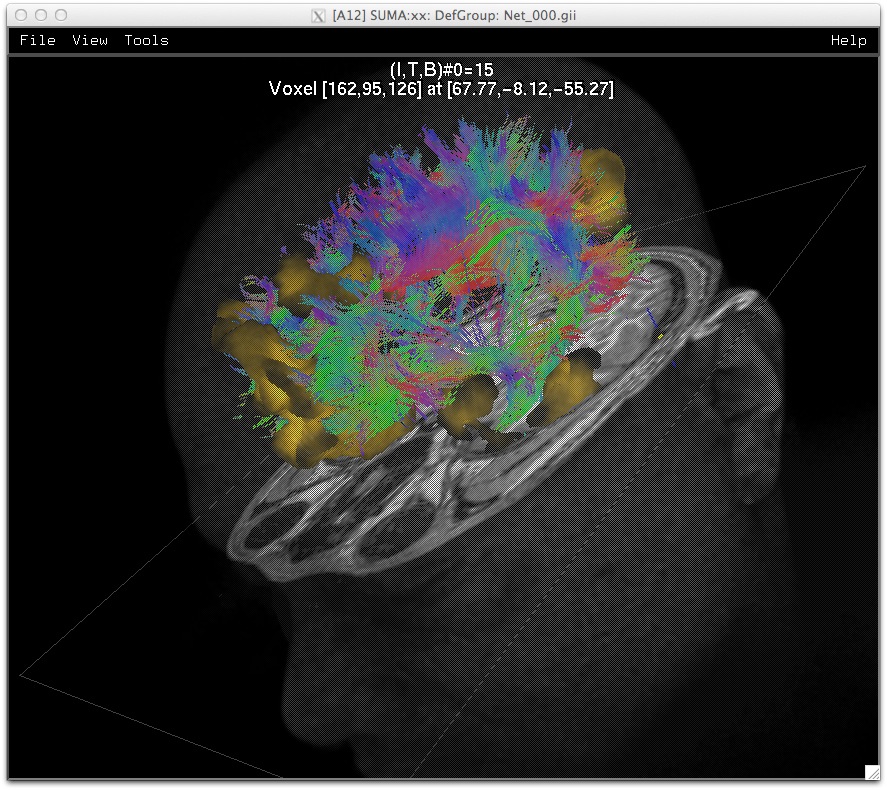 [A12] SUMA:xx: DefGroup: Net_000.gii
File View Tools Help
(I,T,B)#0=15
Voxel [162,95,126] at [67.77,-8.12,-55.27]